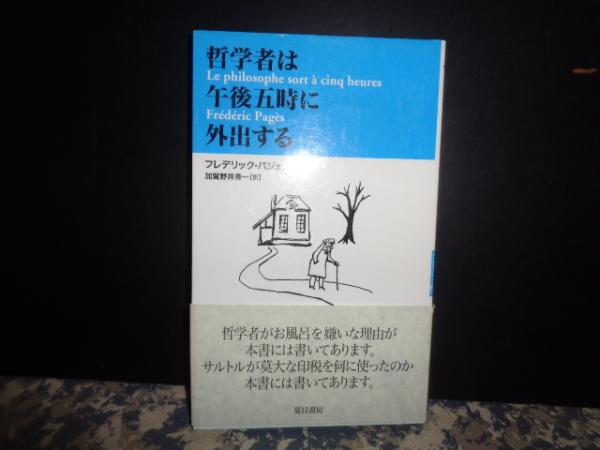 哲学者は
Le philosophe sort à cinq heures
午後五時に
Frédéric Pagès
外出する
フレデリック・パジェ
加賀野井秀一[訳]
哲学者がお風呂を嫌いな理由が
本書には書いてあります。
サルトルが莫大な印税を何に使ったのか
本書には書いてあります。
夏目書房